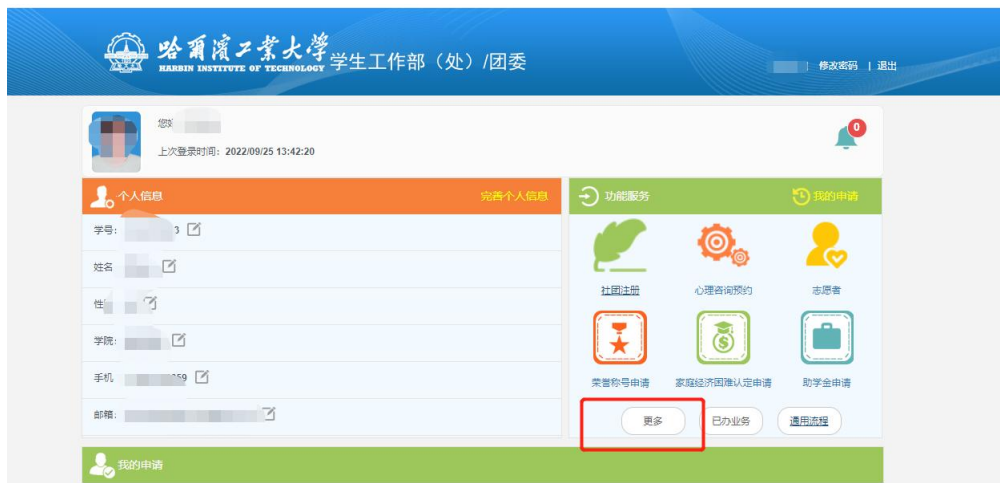 哈爾濱工業大學学生工作部（处）/团委
HARBIN INSTITUTE OF TECHNOLOGY
修改密码 | 退出
您好
0
上次登录时间：2022/09/25 13:42:20
个人信息
完善个人信息
学号： 3
姓名
性
学院：
手机 059
邮箱：
功能服务
我的申请
社团注册
心理咨询预约
志愿者
荣誉称号申请
家庭经济困难认定申请
助学金申请
更多
已办业务
通用流程
我的申请